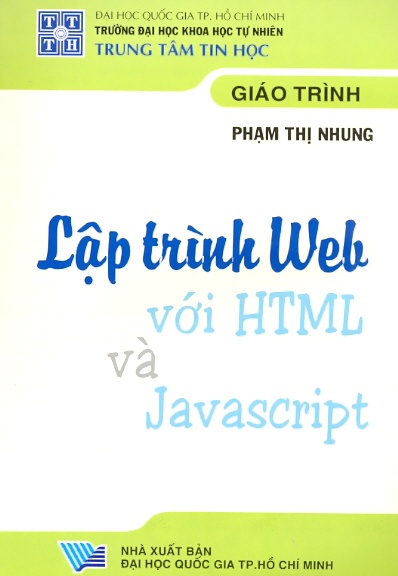 TTTH
ĐẠI HỌC QUỐC GIA TP. HỒ CHÍ MINH
TRƯỜNG ĐẠI HỌC KHOA HỌC TỰ NHIÊN
TRUNG TÂM TIN HỌC
GIÁO TRÌNH
PHẠM THỊ NHUNG
Lập trình Web
với HTML
và
Javascript
NHÀ XUẤT BẢN
ĐẠI HỌC QUỐC GIA TP.HỒ CHÍ MINH